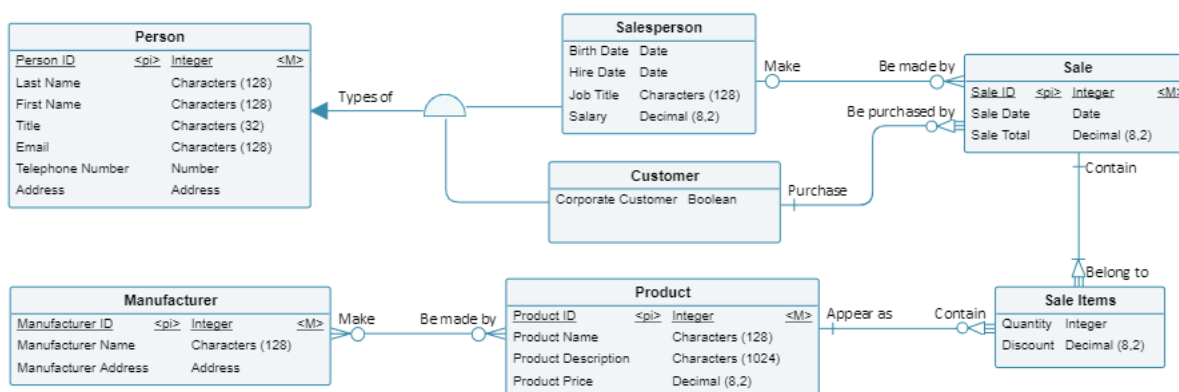 Person
Person ID <pi> Integer <M>
Last Name Characters (128)
First Name Characters (128)
Title Characters (32)
Email Characters (128)
Telephone Number Number
Address Address
Types of
Salesperson
Birth Date Date
Hire Date Date
Job Title Characters (128)
Salary Decimal (8,2)
Make
Be made by
Sale
Sale ID <pi> Integer <M>
Sale Date Date
Sale Total Decimal (8,2)
Be purchased by
Customer
Corporate Customer Boolean
Purchase
Contain
Belong to
Manufacturer
Manufacturer ID <pi> Integer <M>
Manufacturer Name Characters (128)
Manufacturer Address Address
Make
Be made by
Product
Product ID <pi> Integer <M>
Product Name Characters (128)
Product Description Characters (1024)
Product Price Decimal (8,2)
Appear as
Contain
Sale Items
Quantity Integer
Discount Decimal (8,2)